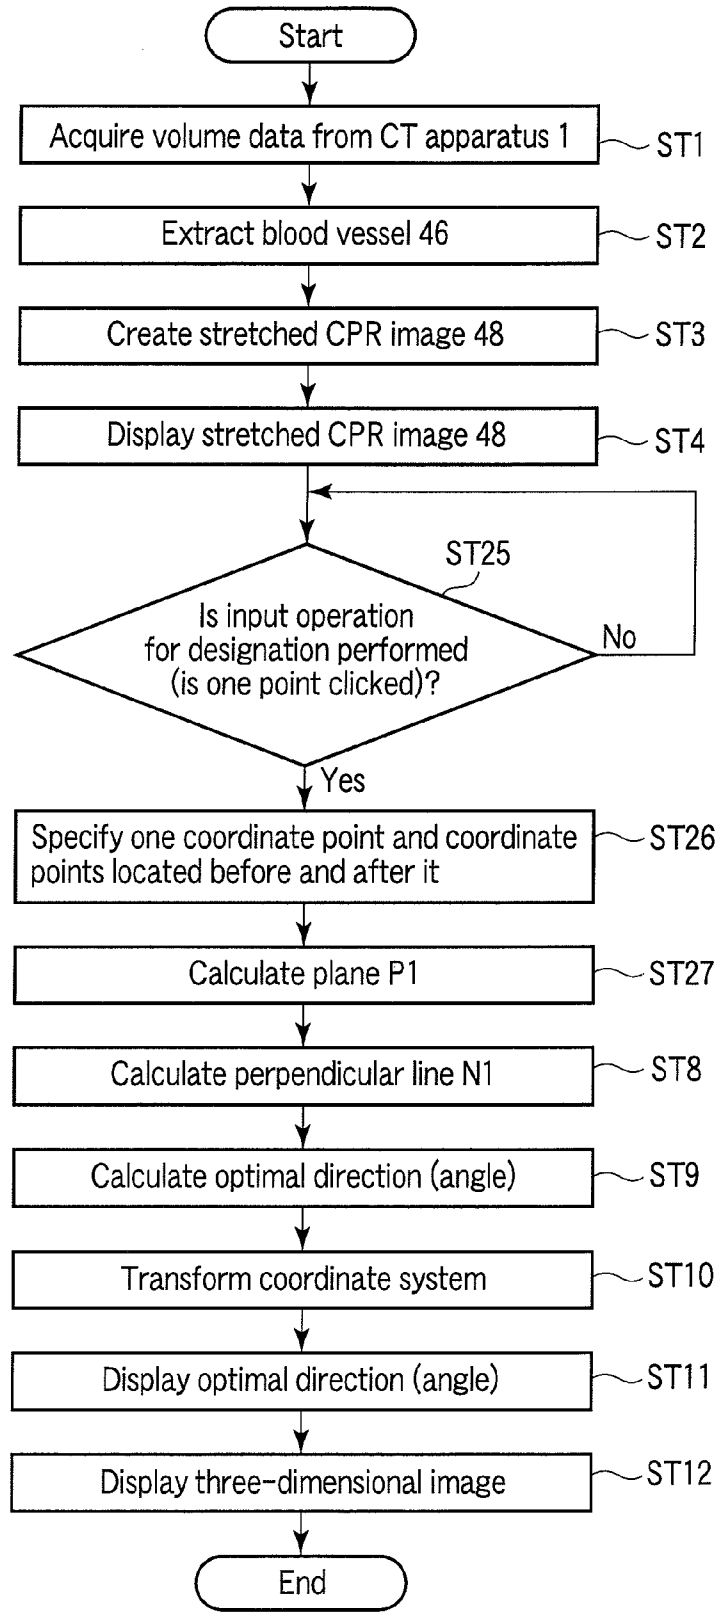 Start
Acquire volume data from CT apparatus 1
ST1
Extract blood vessel 46
ST2
Create stretched CPR image 48
ST3
Display stretched CPR image 48
ST4
ST25
Is input operation
for designation performed
(is one point clicked)?
No
Yes
Specify one coordinate point and coordinate
points located before and after it
ST26
Calculate plane P1
ST27
Calculate perpendicular line N1
ST8
Calculate optimal direction (angle)
ST9
Transform coordinate system
ST10
Display optimal direction (angle)
ST11
Display three-dimensional image
ST12
End